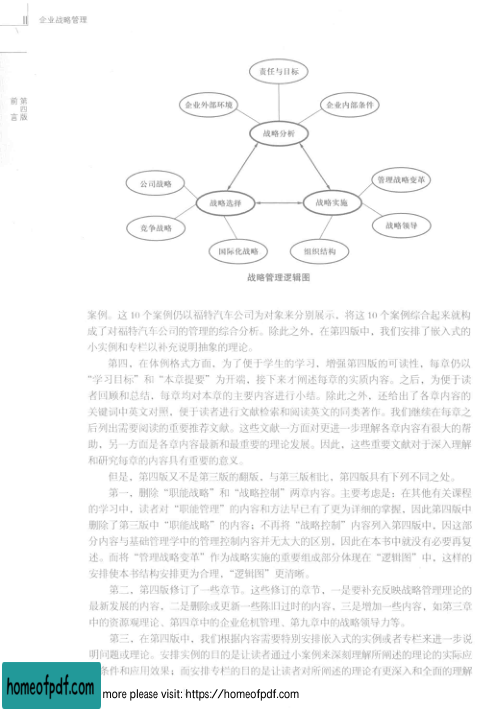 II 企业战略管理
第四版
前言
责任与目标
企业外部环境
企业内部条件
战略分析
公司战略
管理战略变革
战略选择
战略实施
竞争战略
战略领导
国际化战略
组织结构
战略管理逻辑图
案例。这 10 个案例仍以福特汽车公司为对象来分别展示，将这 10 个案例综合起来就构
成了对福特汽车公司的管理的综合分析。除此之外，在第四版中，我们安排了嵌入式的
小实例和专栏以补充说明抽象的理论。
第四，在体例格式方面，为了便于学生的学习，增强第四版的可读性，每章仍以
“学习目标”和“本章提要”为开端，接下来才阐述每章的实质内容。之后，为便于读
者回顾和总结，每章均对本章的主要内容进行小结。除此之外，还给出了各章内容的
关键词中英文对照，便于读者进行文献检索和阅读英文的同类著作。我们继续在每章之
后列出需要阅读的重要推荐文献。这些文献一方面对更进一步理解各章内容有很大的帮
助，另一方面是各章内容最新和最重要的理论发展。因此，这些重要文献对于深入理解
和研究每章的内容具有重要的意义。
但是，第四版又不是第三版的翻版，与第三版相比，第四版具有下列不同之处。
第一，删除“职能战略”和“战略控制”两章内容。主要考虑是：在其他有关课程
的学习中，读者对“职能管理”的内容和方法早已有了更为详细的掌握，因此第四版中
删除了第三版中“职能战略”的内容；不再将“战略控制”内容列入第四版中，因这部
分内容与基础管理学中的管理控制内容并无太大的区别，因此在本书中就没有必要再复
述。而将“管理战略变革”作为战略实施的重要组成部分体现在“逻辑图”中，这样的
安排使本书结构安排更为合理，“逻辑图”更清晰。
第二，第四版修订了一些章节。这些修订的章节，一是要补充反映战略管理理论的
最新发展的内容，二是删除或更新一些陈旧过时的内容，三是增加一些内容，如第三章
中的资源观理论、第四章中的企业危机管理、第九章中的战略领导力等。
第三，在第四版中，我们根据内容需要特别安排嵌入式的实例或者专栏来进一步说
明问题或理论。安排实例的目的是让读者通过小案例来深刻理解所阐述的理论的实际应
条件和应用效果；而安排专栏的目的是让读者对所阐述的理论有更深入和全面的理解
homeofpdf.com
more please visit: https://homeofpdf.com